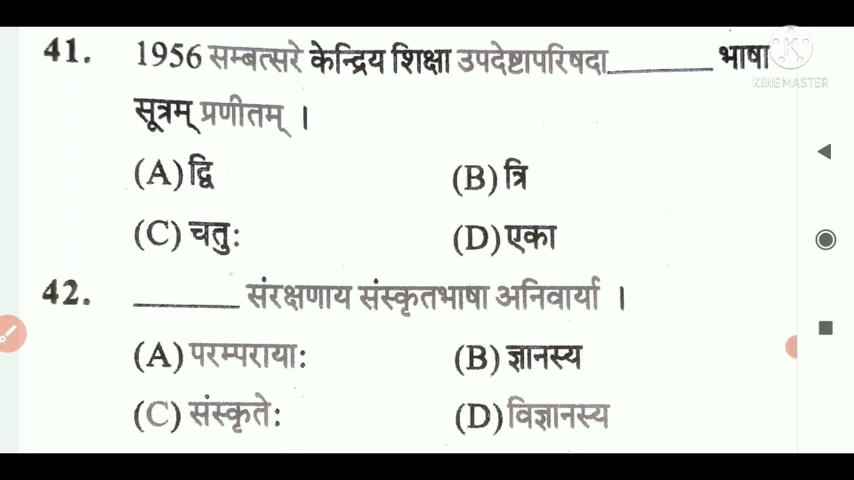 41. 1956 सम्बत्सरे केन्द्रिय शिक्षा उपदेष्टापरिषदा_______ भाषा
सूत्रम् प्रणीतम् ।
(A) द्वि (B) त्रि
(C) चतु: (D) एका
42. _______ संरक्षणाय संस्कृतभाषा अनिवार्या ।
(A) परम्पराया: (B) ज्ञानस्य
(C) संस्कृते: (D) विज्ञानस्य
K
KINEMASTER